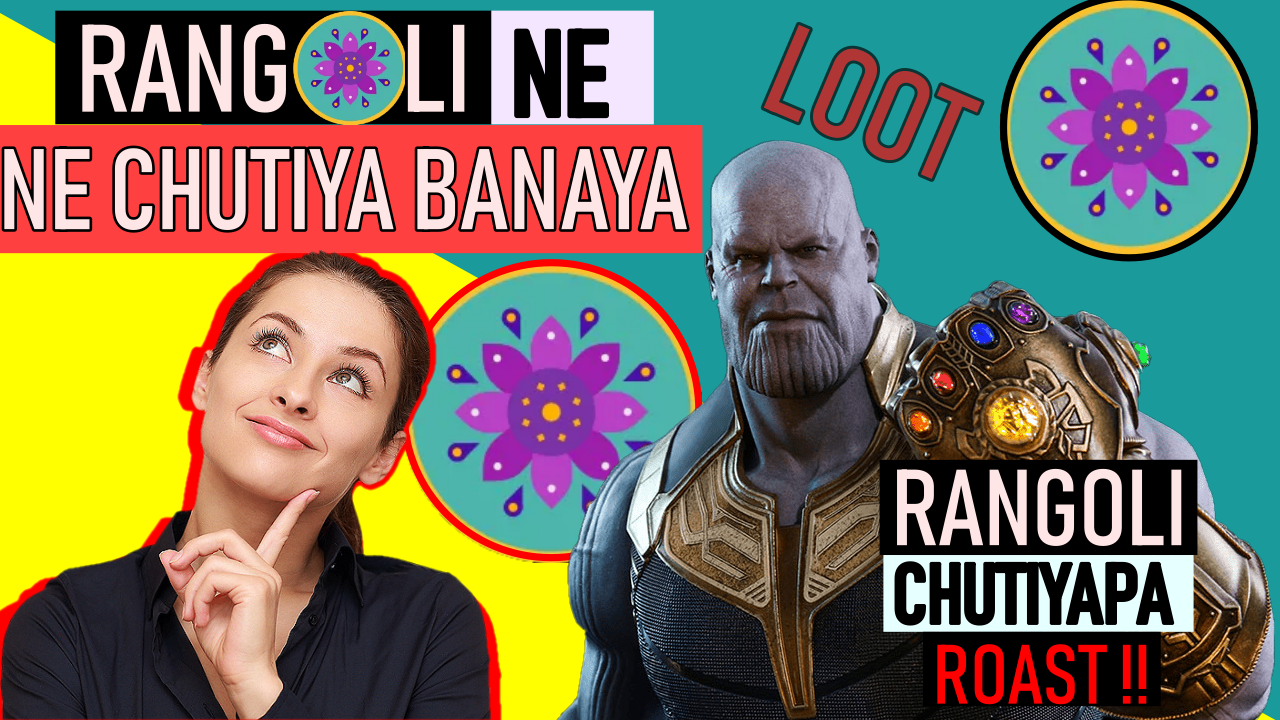 RANGOLI NE
NE CHUTIYA BANAYA
LOOT
RANGOLI
CHUTIYAPA
ROAST !!